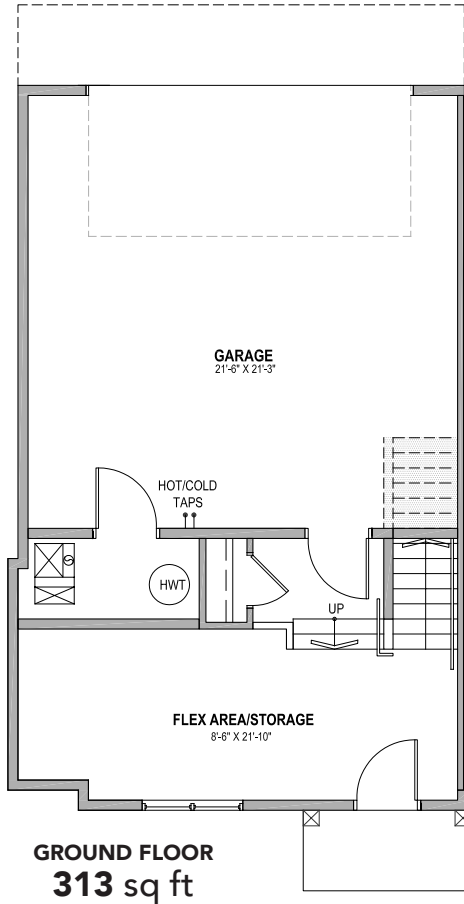 GARAGE
21'-6" X 21'-3"
HOT/COLD
TAPS
HWT
UP
FLEX AREA/STORAGE
8'-6" X 21'-10"
GROUND FLOOR
313 sq ft